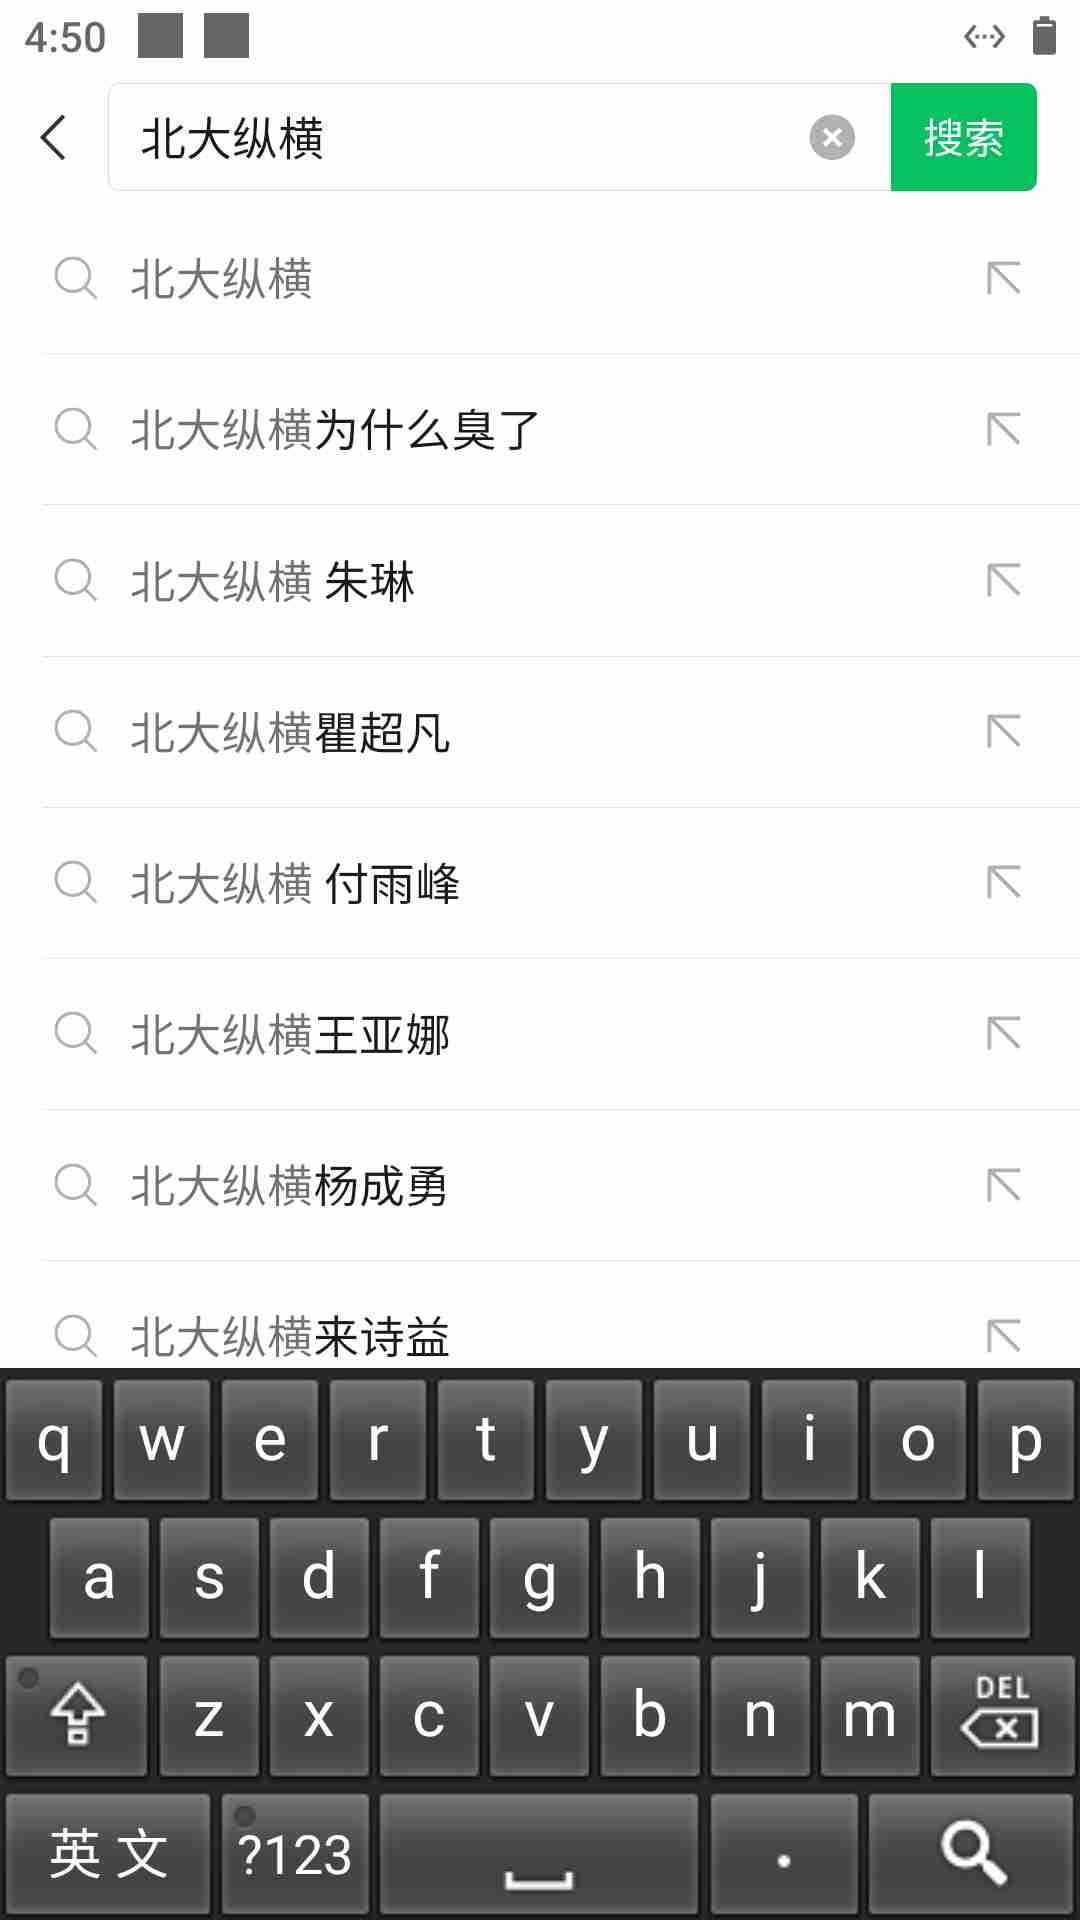 4:50
北大纵横 搜索
北大纵横
北大纵横为什么臭了
北大纵横 朱琳
北大纵横瞿超凡
北大纵横 付雨峰
北大纵横王亚娜
北大纵横杨成勇
北大纵横来诗益
q w e r t y u i o p
a s d f g h j k l
z x c v b n m DEL
英文 ?123 .